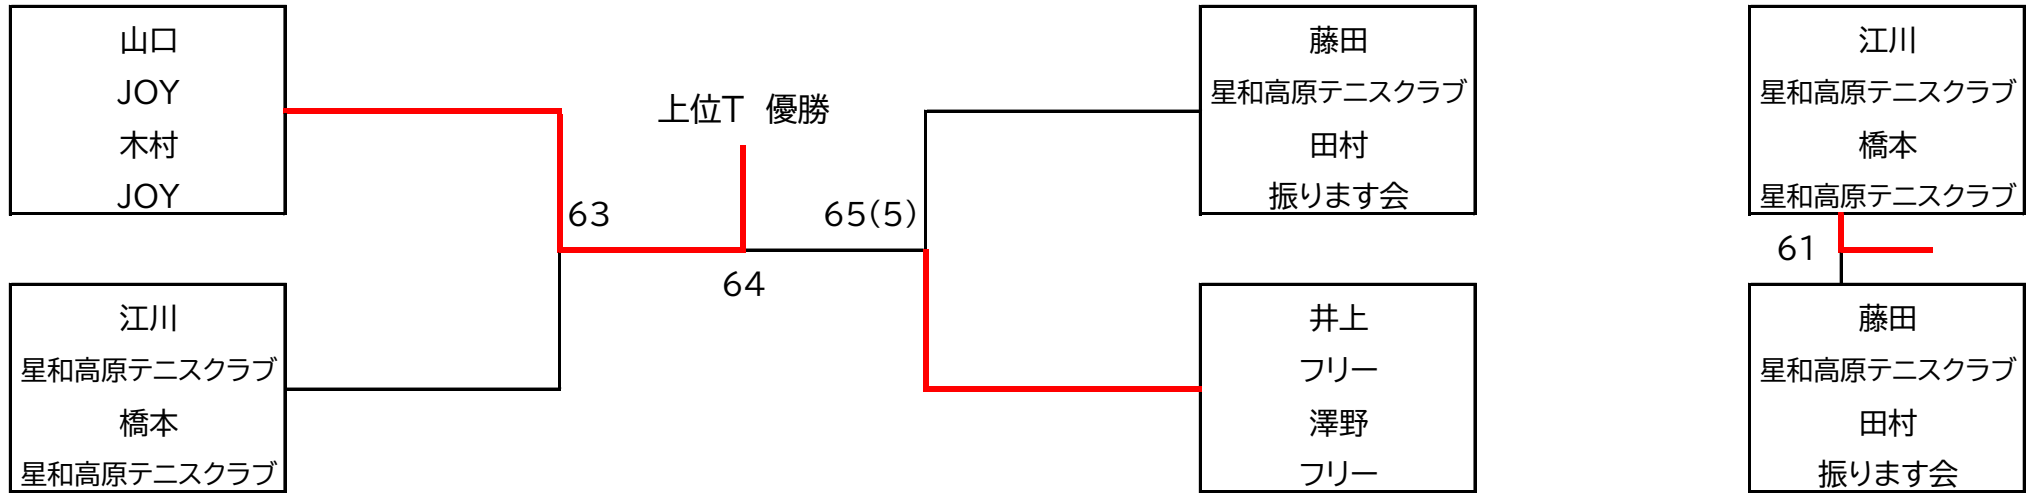 山口
JOY
木村
JOY
江川
星和高原テニスクラブ
橋本
星和高原テニスクラブ
63
上位T 優勝
64
65(5)
藤田
星和高原テニスクラブ
田村
振ります会
井上
フリー
澤野
フリー
江川
星和高原テニスクラブ
橋本
星和高原テニスクラブ
61
藤田
星和高原テニスクラブ
田村
振ります会